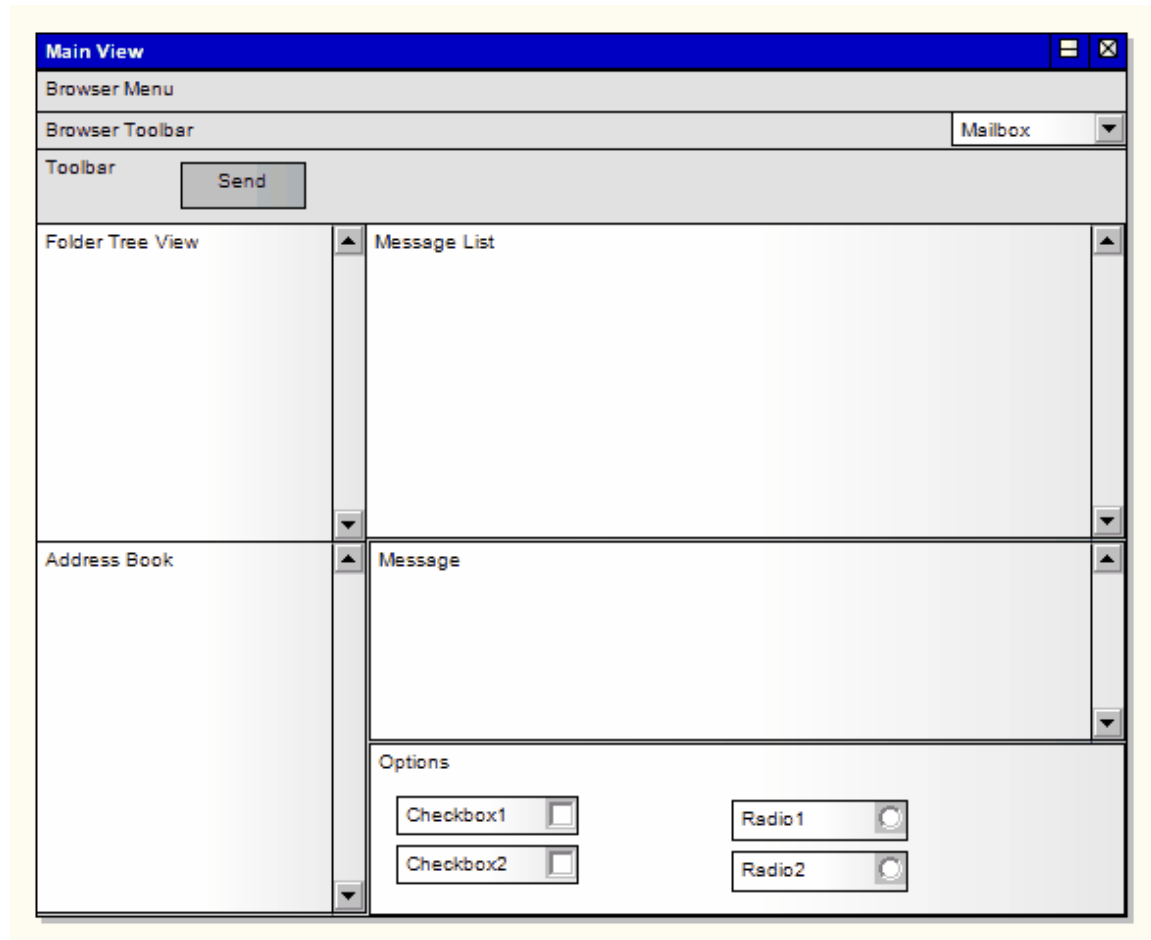 Main View
Browser Menu
Browser Toolbar
Mailbox
Toolbar
Send
Folder Tree View
Message List
Address Book
Message
Options
Checkbox1
Radio1
Checkbox2
Radio2